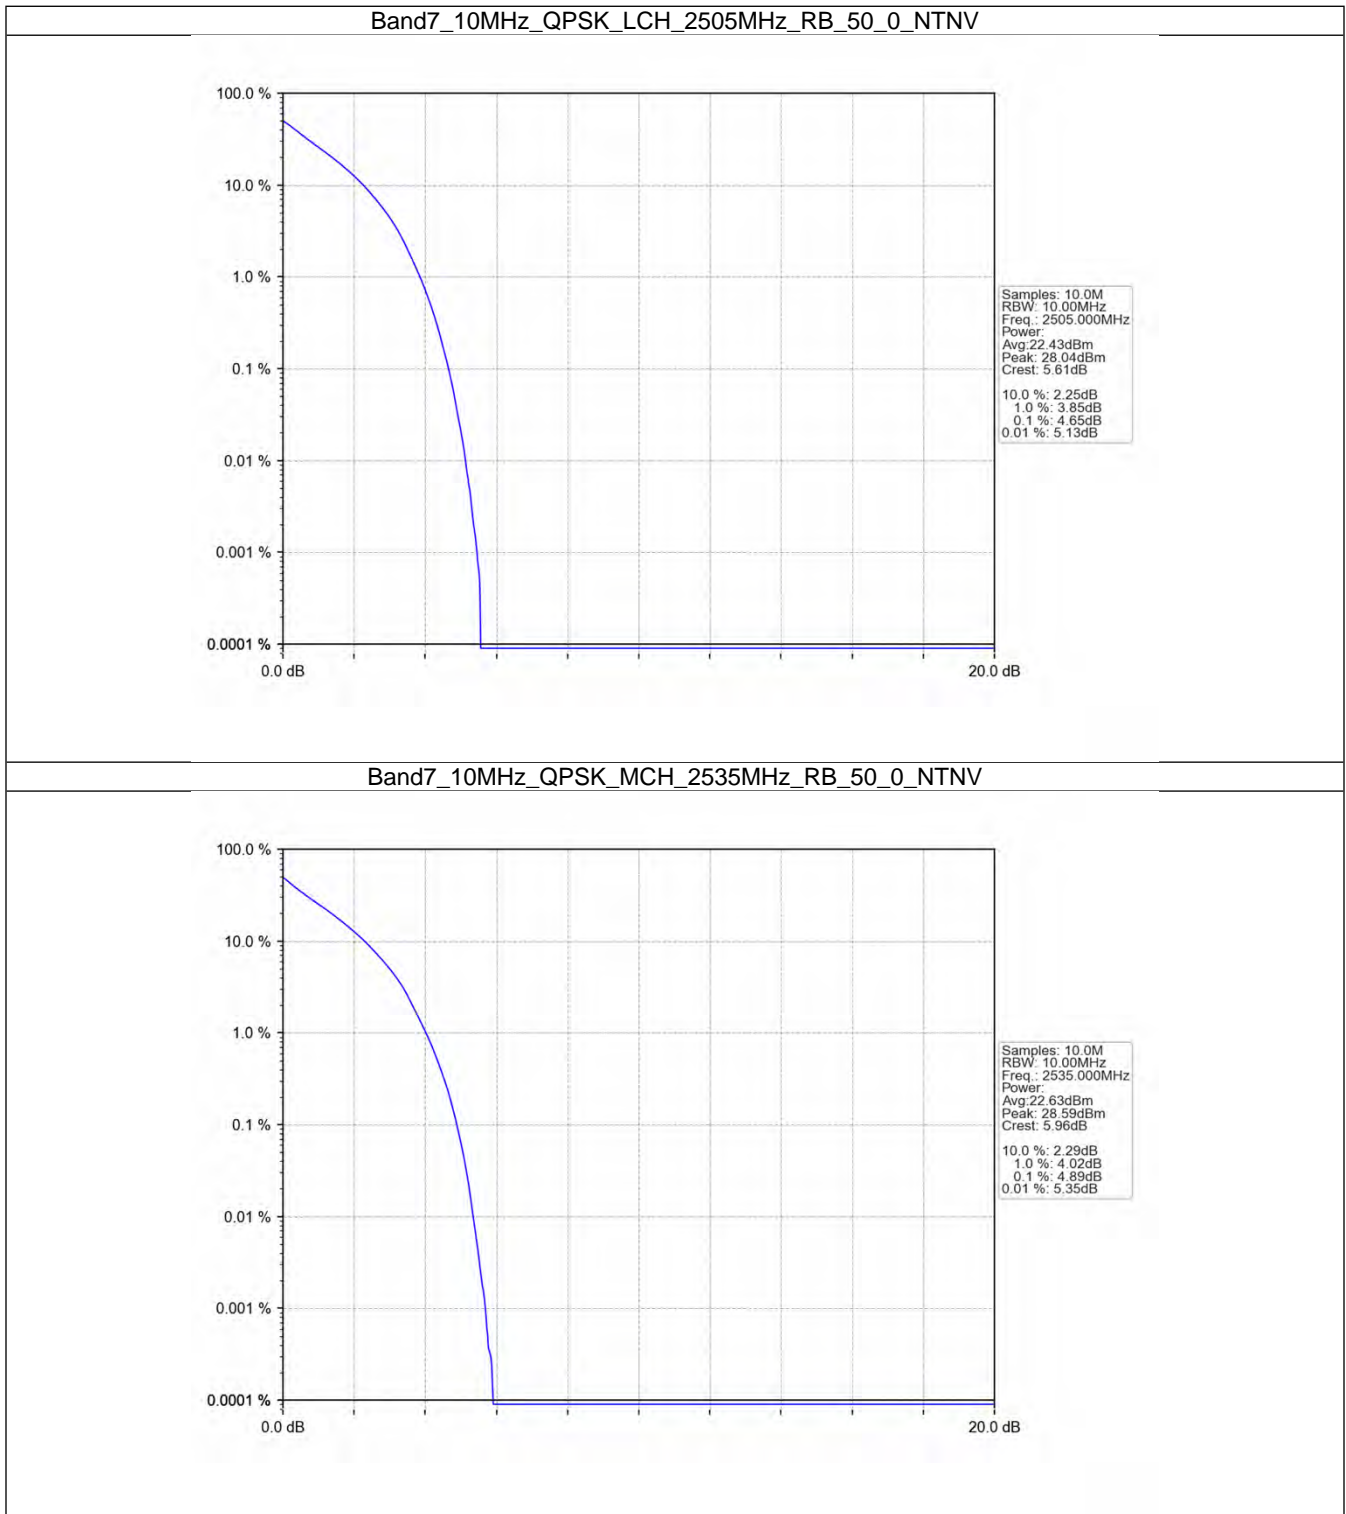 Band7_10MHz_QPSK_LCH_2505MHz_RB_50_0_NTNV
100.0 %
10.0 %
1.0 %
0.1 %
0.01 %
0.001 %
0.0001 %
0.0 dB
20.0 dB
Samples: 10.0M
RBW: 10.00MHz
Freq.: 2505.000MHz
Power:
Avg:22.43dBm
Peak: 28.04dBm
Crest: 5.61dB
10.0 %: 2.25dB
1.0 %: 3.85dB
0.1 %: 4.65dB
0.01 %: 5.13dB
Band7_10MHz_QPSK_MCH_2535MHz_RB_50_0_NTNV
100.0 %
10.0 %
1.0 %
0.1 %
0.01 %
0.001 %
0.0001 %
0.0 dB
20.0 dB
Samples: 10.0M
RBW: 10.00MHz
Freq.: 2535.000MHz
Power:
Avg:22.63dBm
Peak: 28.59dBm
Crest: 5.96dB
10.0 %: 2.29dB
1.0 %: 4.02dB
0.1 %: 4.89dB
0.01 %: 5.35dB